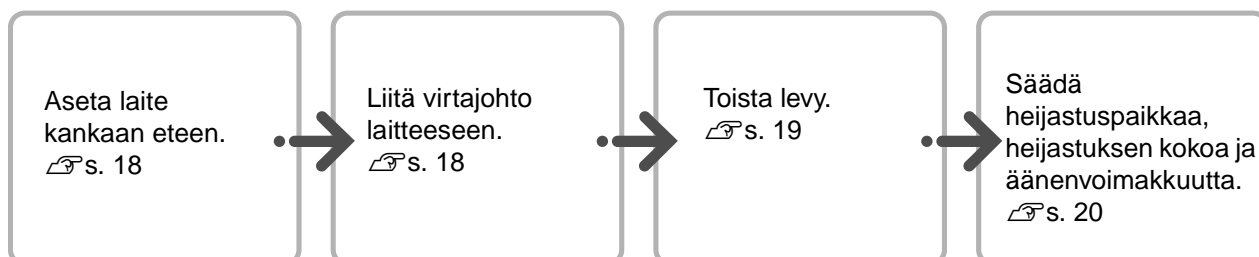 Aseta laite
kankaan eteen.
☞s. 18
Liitä virtajohto
laitteeseen.
☞s. 18
Toista levy.
☞s. 19
Säädä
heijastuspaikkaa,
heijastuksen kokoa ja
äänenvoimakkuutta.
☞s. 20